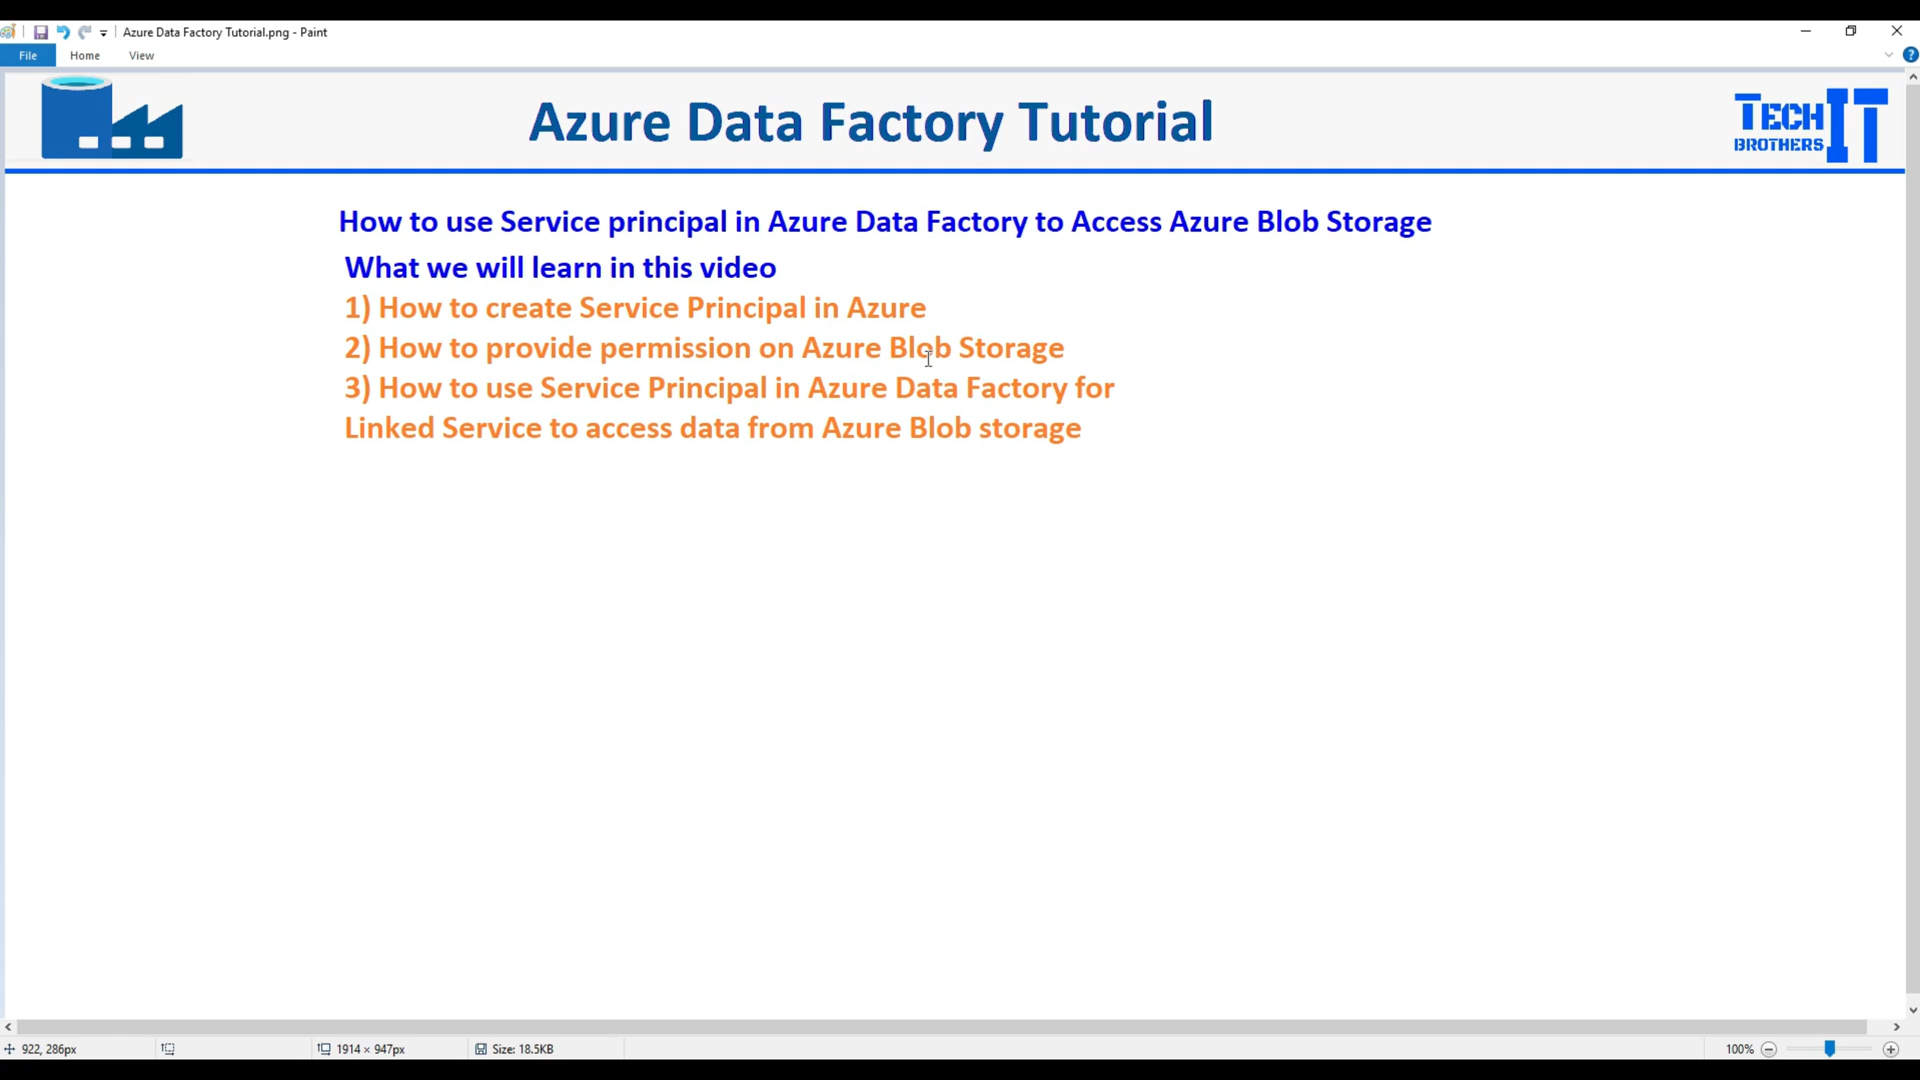 Azure Data Factory Tutorial.png - Paint
File Home View
?
Azure Data Factory Tutorial
TECH IT
BROTHERS
How to use Service principal in Azure Data Factory to Access Azure Blob Storage
What we will learn in this video
1) How to create Service Principal in Azure
2) How to provide permission on Azure Blob Storage
3) How to use Service Principal in Azure Data Factory for
Linked Service to access data from Azure Blob storage
922, 286px 1914 × 947px Size: 18.5KB 100%